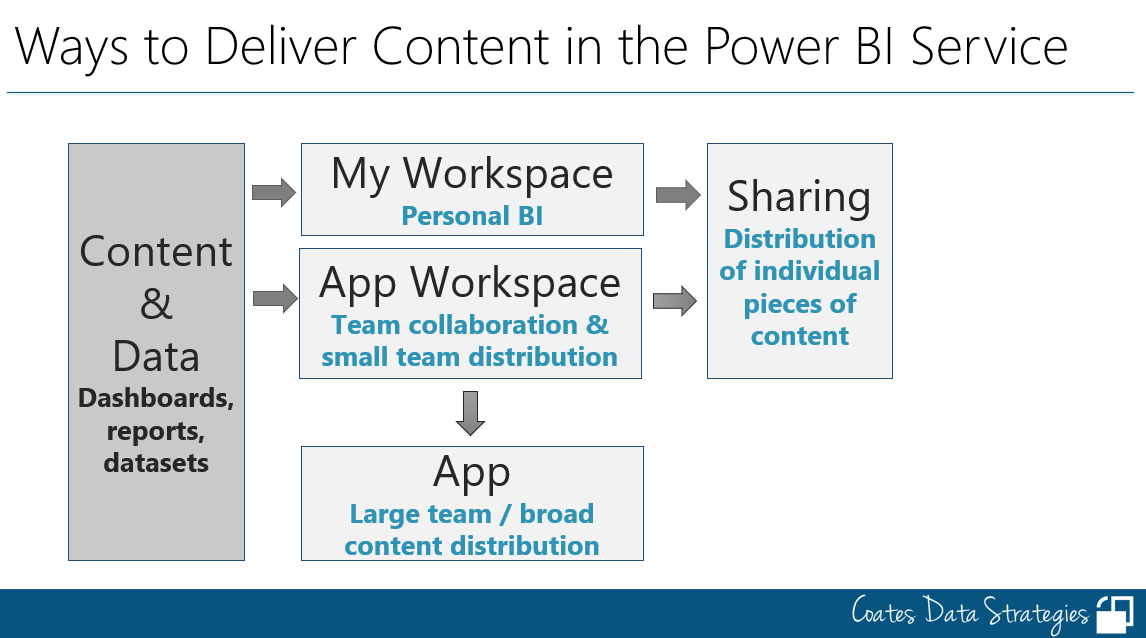 Ways to Deliver Content in the Power BI Service
Content
&
Data
Dashboards,
reports,
datasets
My Workspace
Personal BI
App Workspace
Team collaboration &
small team distribution
Sharing
Distribution
of individual
pieces of
content
App
Large team / broad
content distribution
Coates Data Strategies